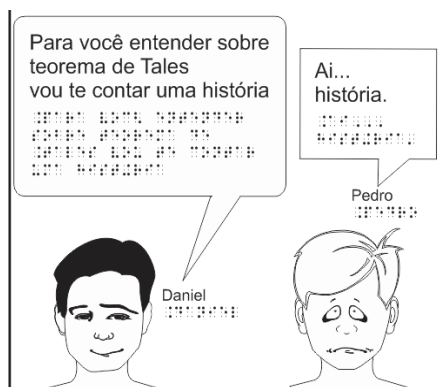 Para você entender sobre
teorema de Tales
vou te contar uma história
⠨⠏⠁⠗⠁ ⠧⠕⠉⠣ ⠑⠝⠞⠑⠝⠙⠑⠗
⠎⠕⠃⠗⠑ ⠞⠑⠕⠗⠑⠍⠁ ⠙⠑
⠨⠞⠁⠇⠑⠎ ⠧⠕⠥ ⠞⠑ ⠉⠕⠝⠞⠁⠗
⠥⠍⠁ ⠓⠊⠎⠞⠬⠗⠊⠁
Ai...
história.
⠨⠁⠊⠄⠄⠄
⠓⠊⠎⠞⠬⠗⠊⠁⠄
Pedro
⠨⠏⠑⠙⠗⠕
Daniel
⠨⠙⠁⠝⠊⠑⠇